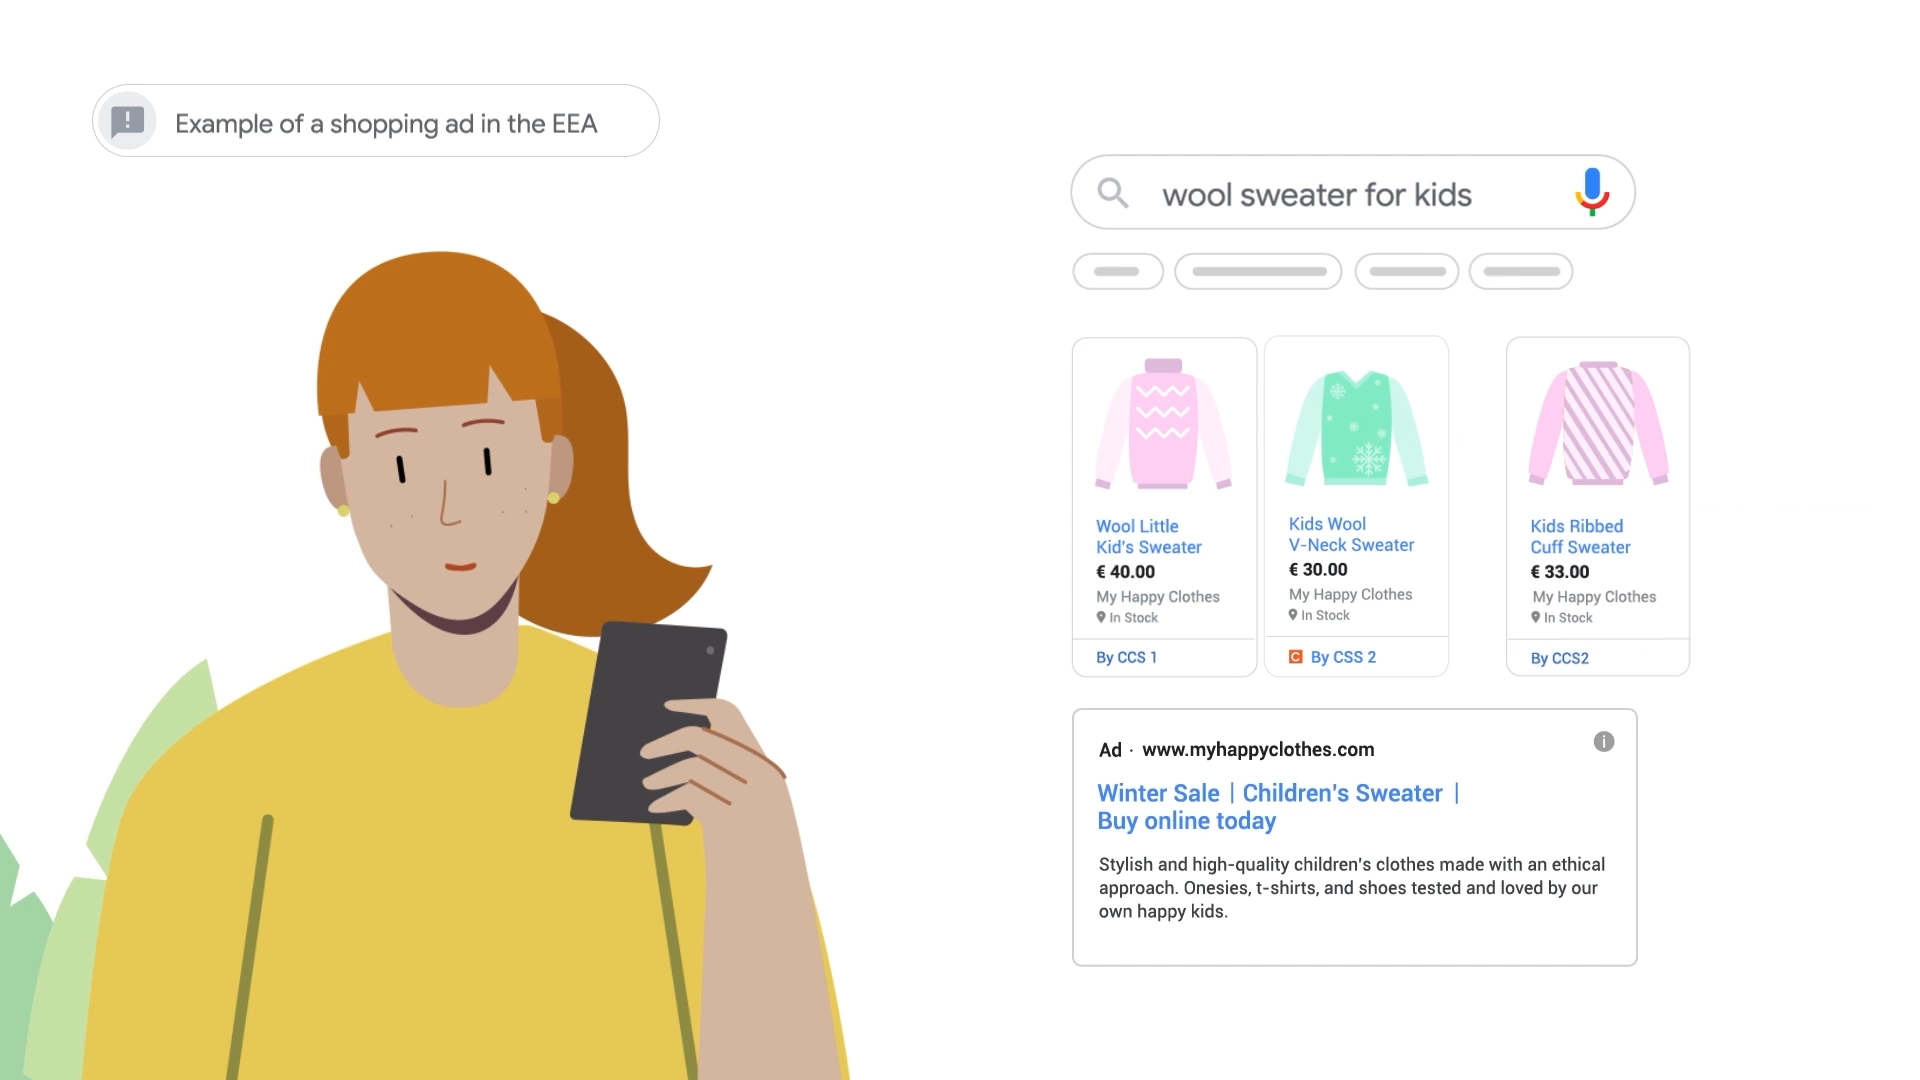 Example of a shopping ad in the EEA
wool sweater for kids
Wool Little
Kid's Sweater
€ 40.00
My Happy Clothes
In Stock
By CCS 1
Kids Wool
V-Neck Sweater
€ 30.00
My Happy Clothes
In Stock
C By CSS 2
Kids Ribbed
Cuff Sweater
€ 33.00
My Happy Clothes
In Stock
By CCS2
Ad · www.myhappyclothes.com
Winter Sale | Children's Sweater |
Buy online today
Stylish and high-quality children's clothes made with an ethical
approach. Onesies, t-shirts, and shoes tested and loved by our
own happy kids.